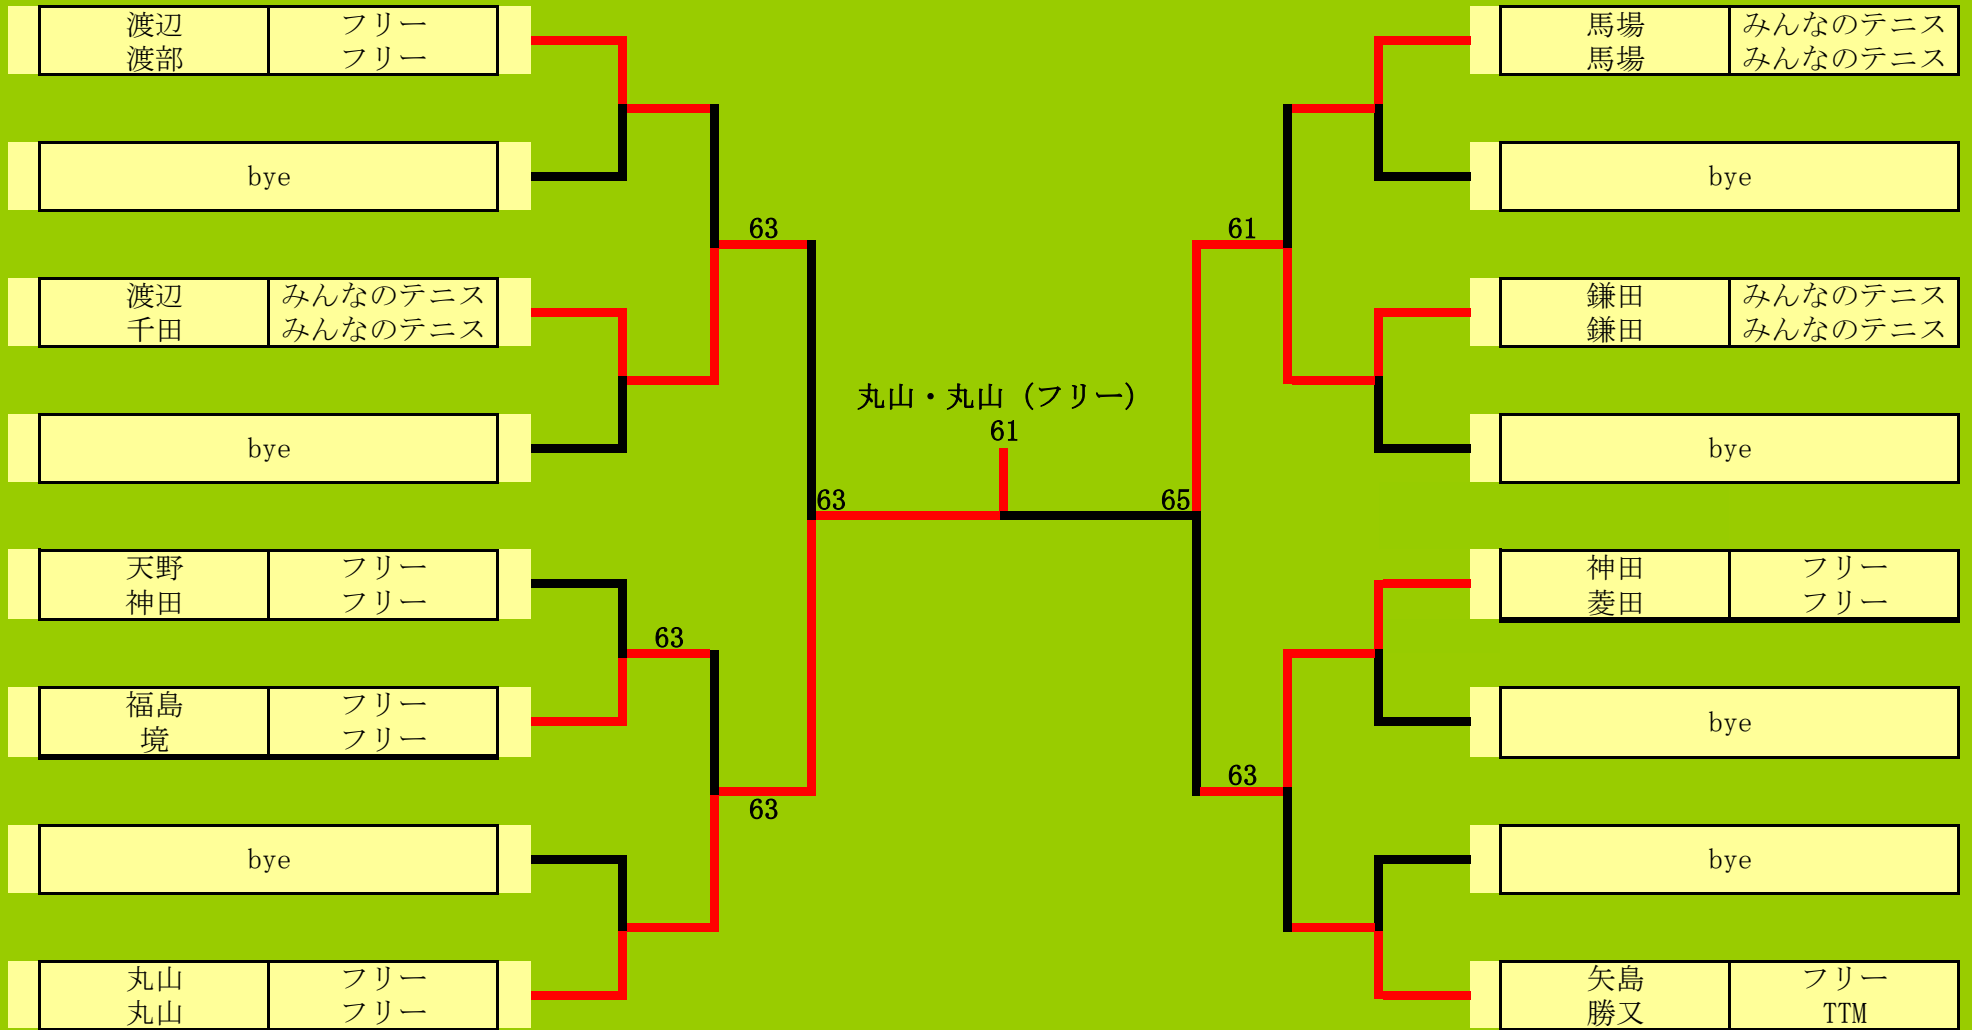 渡辺 フリー
渡部 フリー
bye
渡辺 みんなのテニス
千田 みんなのテニス
bye
天野 フリー
神田 フリー
福島 フリー
境 フリー
bye
丸山 フリー
丸山 フリー
63
63
63
63
丸山・丸山（フリー）
61
61
65
63
馬場 みんなのテニス
馬場 みんなのテニス
bye
鎌田 みんなのテニス
鎌田 みんなのテニス
bye
神田 フリー
菱田 フリー
bye
bye
矢島 フリー
勝又 TTM